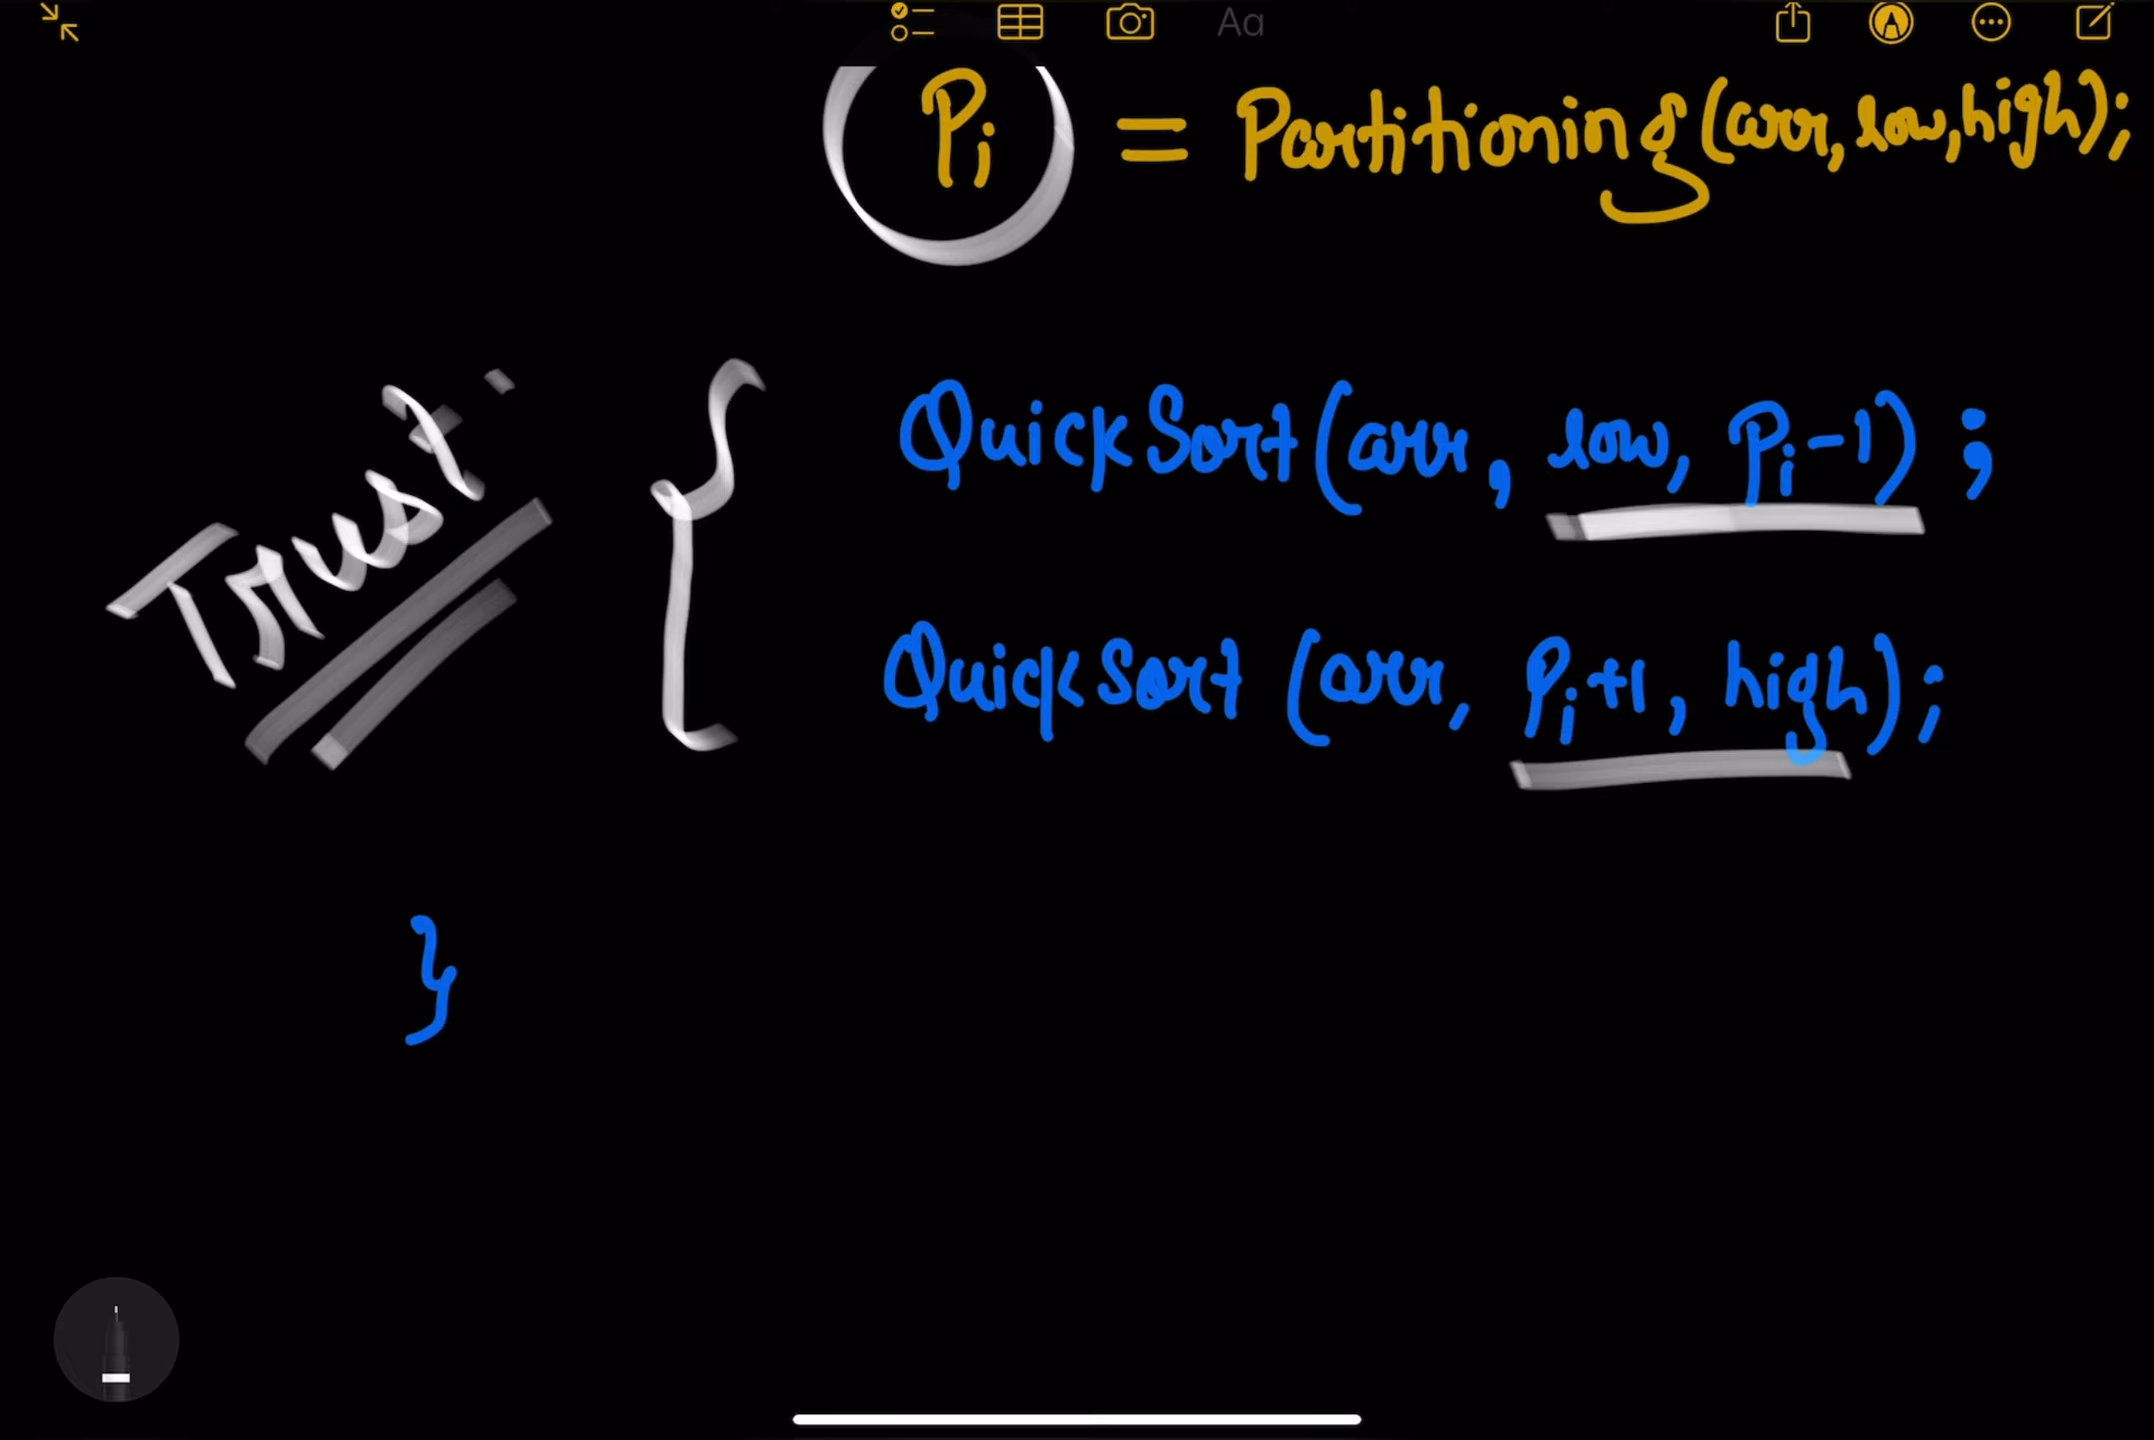 Aa
Pi = Partitioning(arr, low, high);
Trust {
QuickSort(arr, low, Pi-1) ;
QuickSort (arr, Pi+1, high);
}